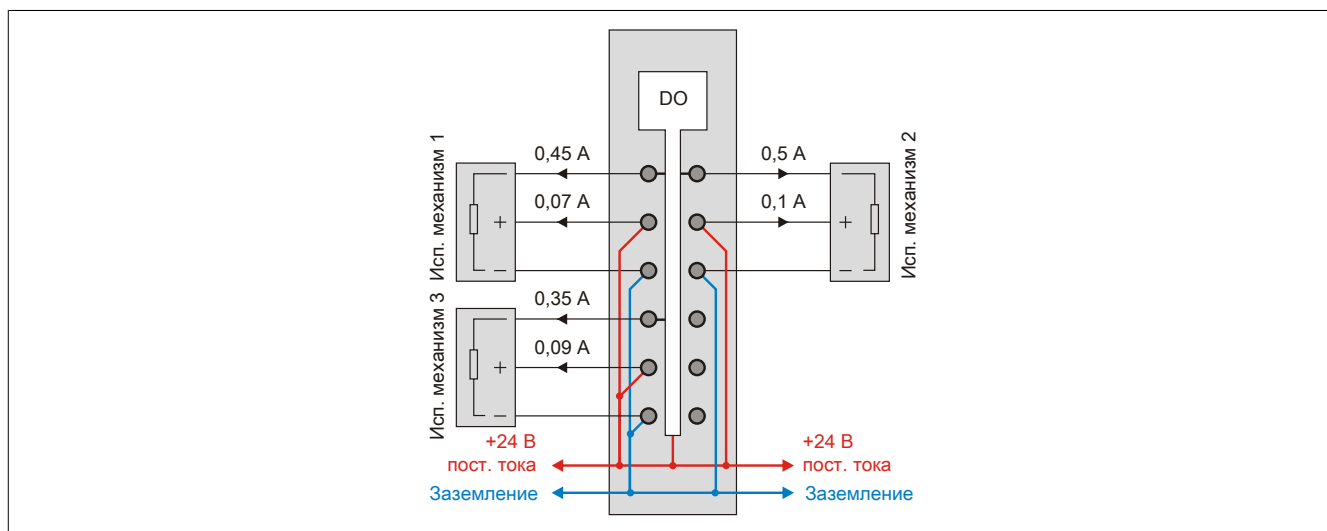 DO
Исп. механизм 1
0,45 А
0,07 А
0,5 А
0,1 А
Исп. механизм 2
Исп. механизм 3
0,35 А
0,09 А
+24 В
пост. тока
+24 В
пост. тока
Заземление
Заземление